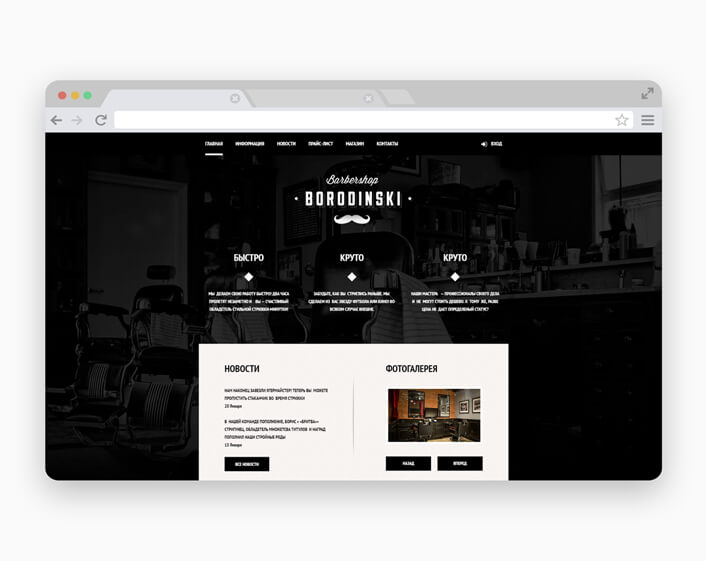 ГЛАВНАЯ ИНФОРМАЦИЯ НОВОСТИ ПРАЙС-ЛИСТ МАГАЗИН КОНТАКТЫ ВХОД
Barbershop
BORODINSKI
БЫСТРО КРУТО КРУТО
МЫ ДЕЛАЕМ СВОЮ РАБОТУ БЫСТРО! ДВА ЧАСА
ПРОЛЕТЯТ НЕЗАМЕТНО И ВЫ — СЧАСТЛИВЫЙ
ОБЛАДАТЕЛЬ СТИЛЬНОЙ СТРИЖКИ-МИНУТКИ!
ЗАБУДЬТЕ, КАК ВЫ СТРИГЛИСЬ РАНЬШЕ. МЫ
СДЕЛАЕМ ИЗ ВАС ЗВЕЗДУ ФУТБОЛА ИЛИ КИНО! ВО
ВСЯКОМ СЛУЧАЕ ВНЕШНЕ.
НАШИ МАСТЕРА — ПРОФЕССИОНАЛЫ СВОЕГО ДЕЛА
И НЕ МОГУТ СТОИТЬ ДЕШЕВО. К ТОМУ ЖЕ, РАЗВЕ
ЦЕНА НЕ ДАЕТ ОПРЕДЕЛЕНЫЙ СТАТУС?
НОВОСТИ
НАМ НАКОНЕЦ ЗАВЕЗЛИ ЯГЕРМАЙСТЕР! ТЕПЕРЬ ВЫ МОЖЕТЕ
ПРОПУСТИТЬ СТАКАНЧИК ВО ВРЕМЯ СТРИЖКИ
20 Января
В НАШЕЙ КОМАНДЕ ПОПОЛНЕНИЕ, БОРИС «БРИТВА»
СТРИГУНЕЦ, ОБЛАДАТЕЛЬ МНОЖЕСТВА ТИТУЛОВ И НАГРАД
ПОПОЛНИЛ НАШИ СТРОЙНЫЕ РЯДЫ
13 Января
ВСЕ НОВОСТИ
ФОТОГАЛЕРЕЯ
НАЗАД ВПЕРЕД